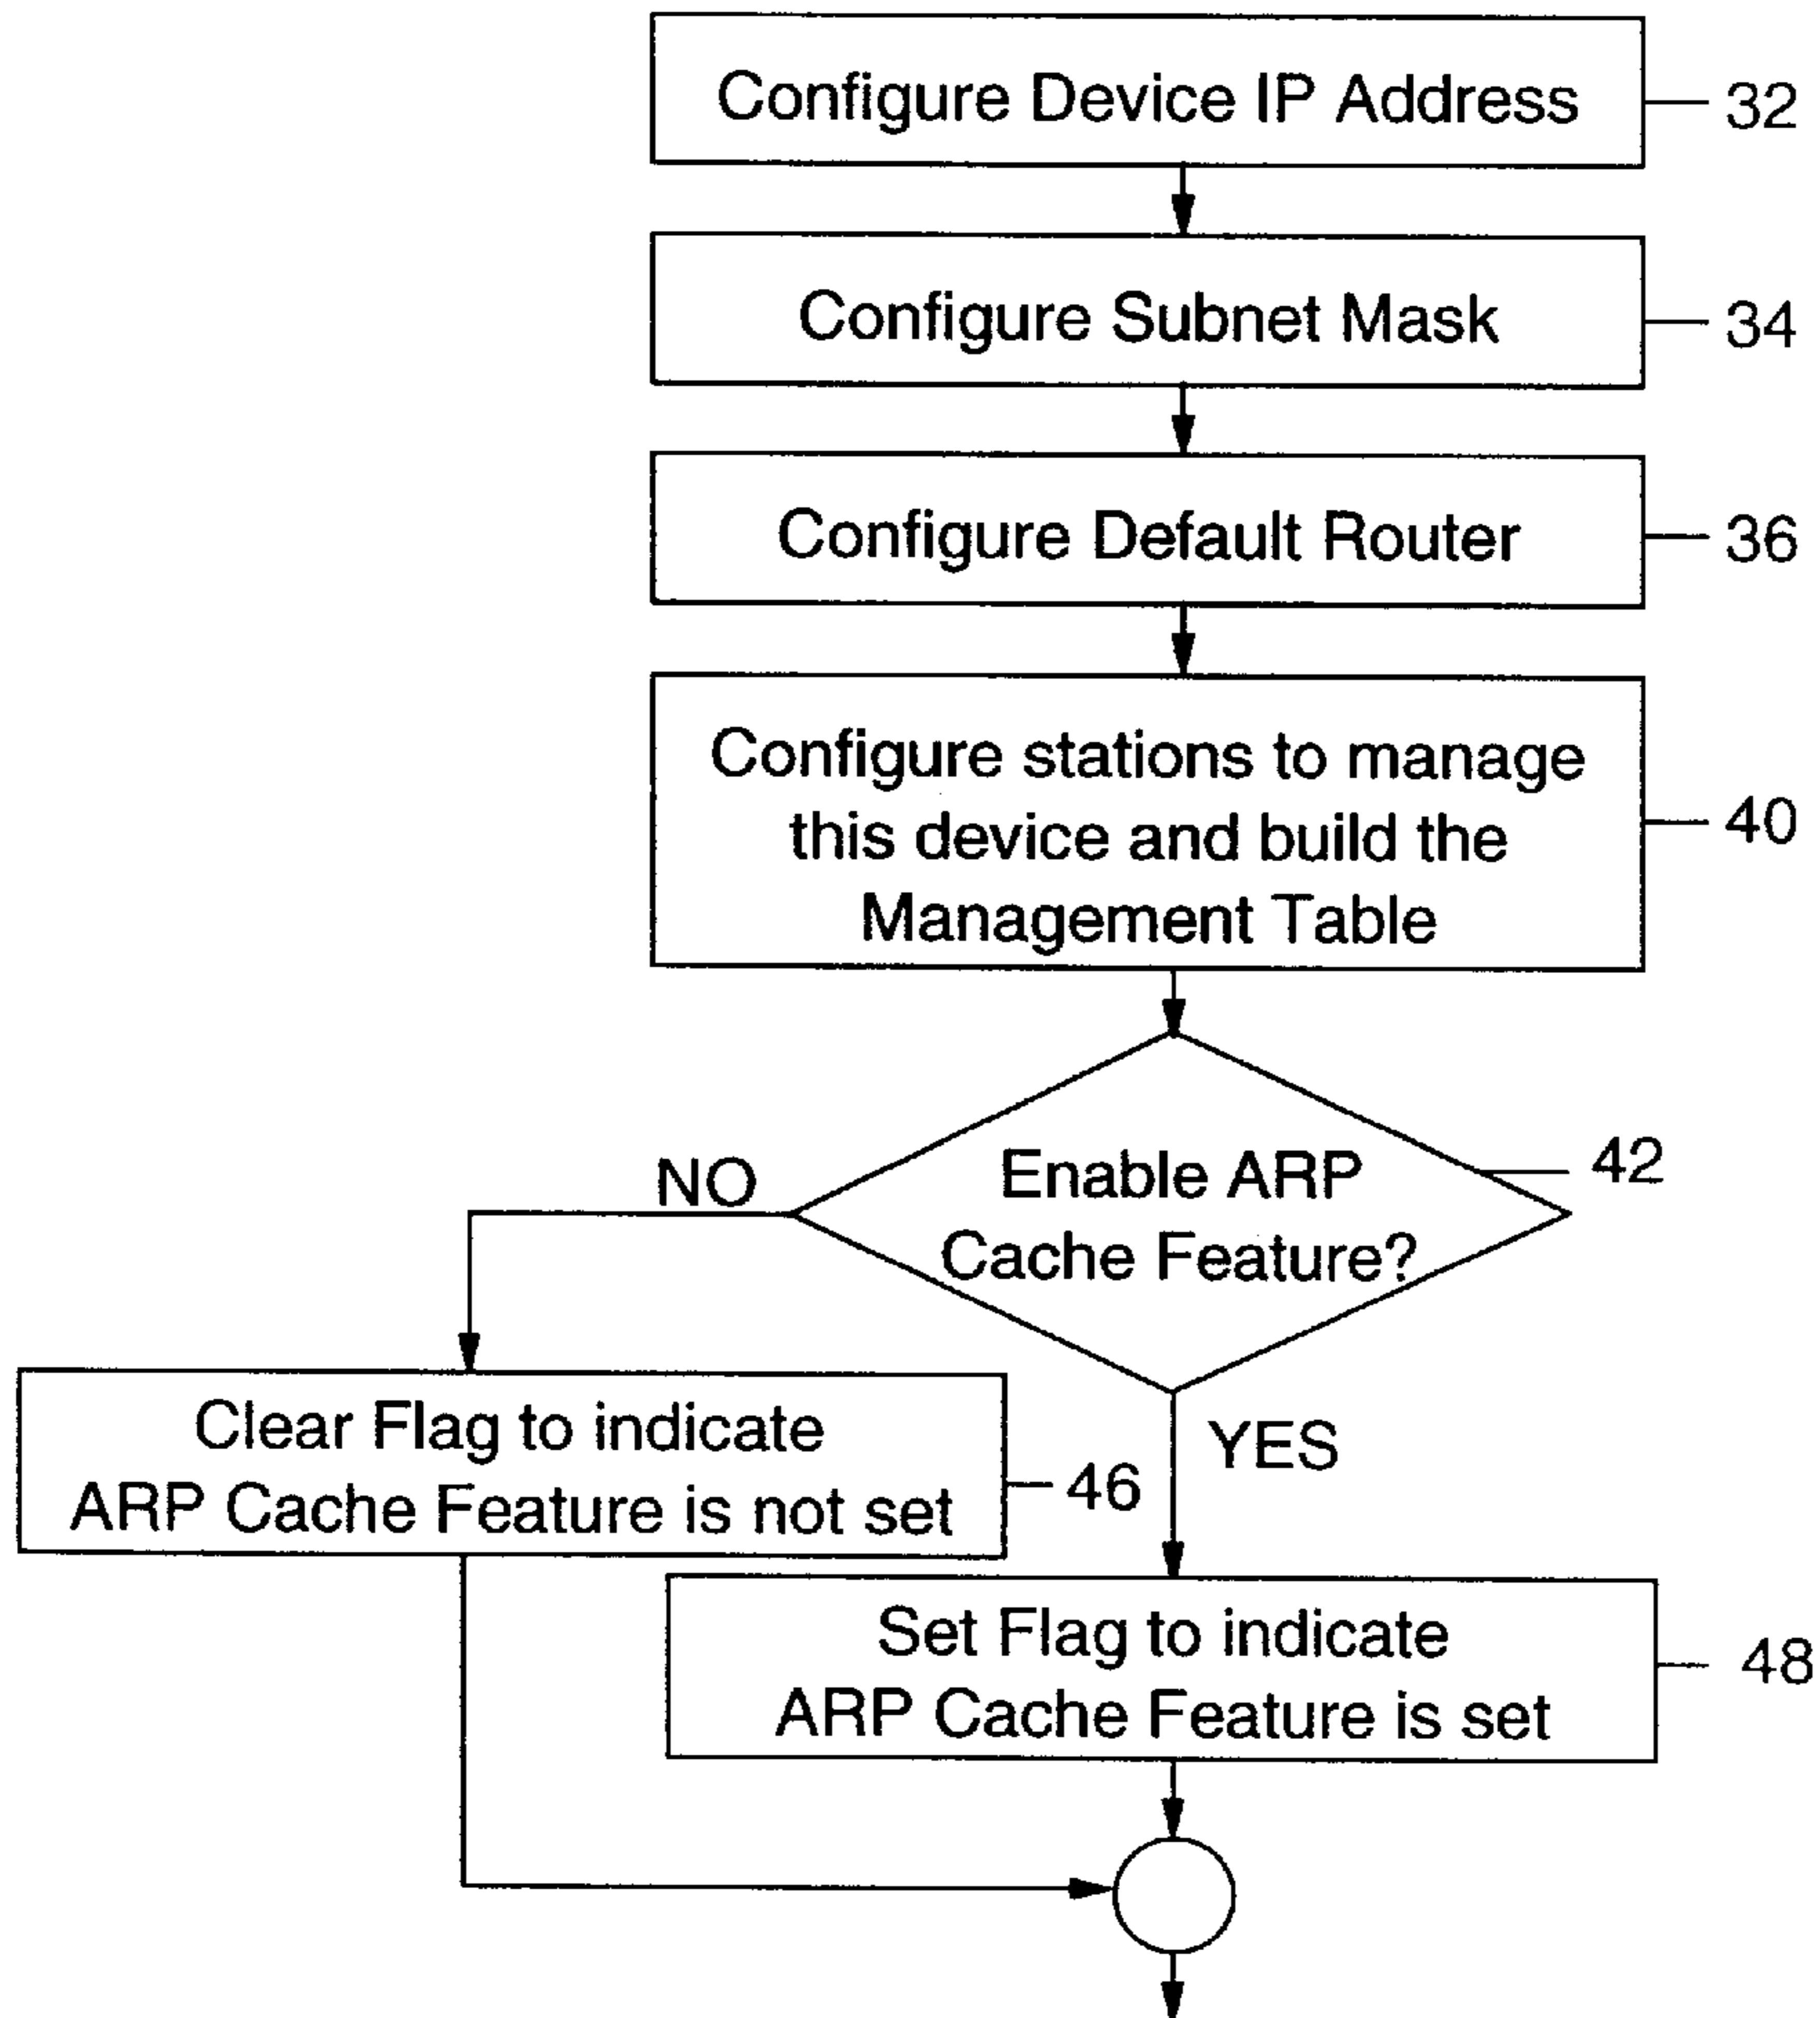 Configure Device IP Address
32
Configure Subnet Mask
34
Configure Default Router
36
Configure stations to manage
this device and build the
Management Table
40
Enable ARP
Cache Feature?
42
NO
YES
Clear Flag to indicate
ARP Cache Feature is not set
46
Set Flag to indicate
ARP Cache Feature is set
48